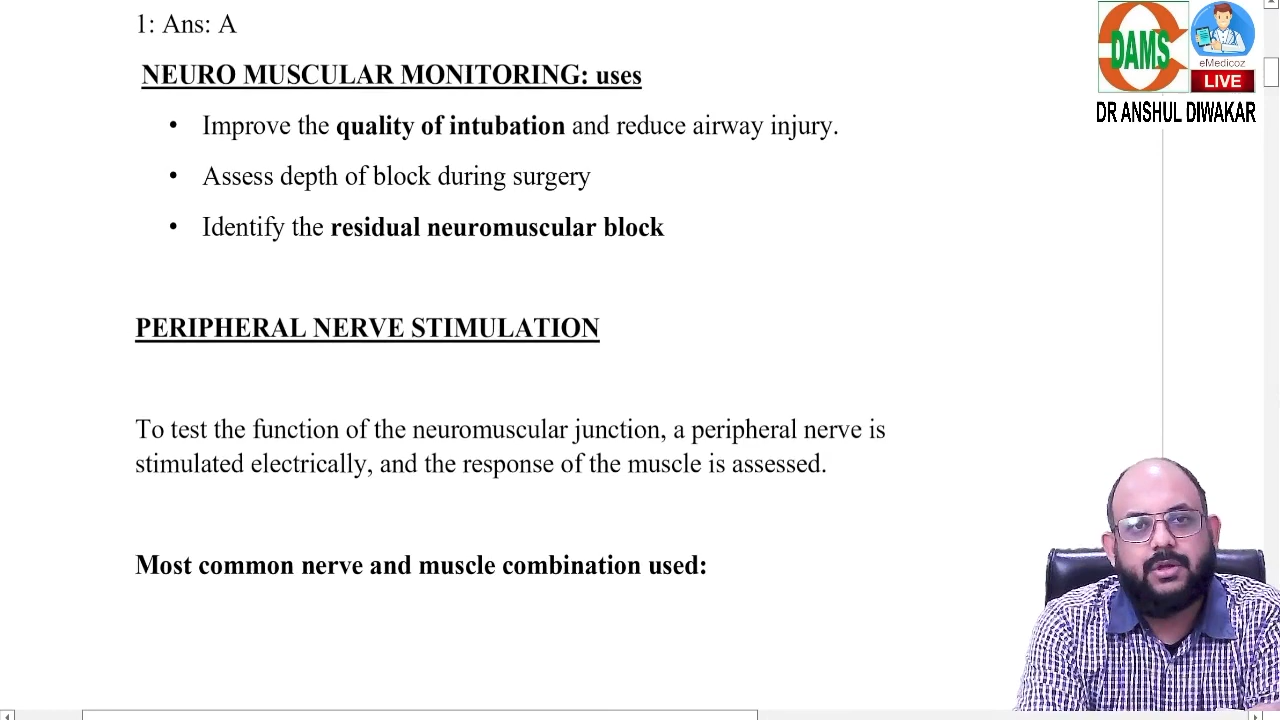 1: Ans: A
NEURO MUSCULAR MONITORING: uses
• Improve the quality of intubation and reduce airway injury.
• Assess depth of block during surgery
• Identify the residual neuromuscular block
PERIPHERAL NERVE STIMULATION
To test the function of the neuromuscular junction, a peripheral nerve is
stimulated electrically, and the response of the muscle is assessed.
Most common nerve and muscle combination used:
DAMS
eMedicoz
LIVE
DR ANSHUL DIWAKAR